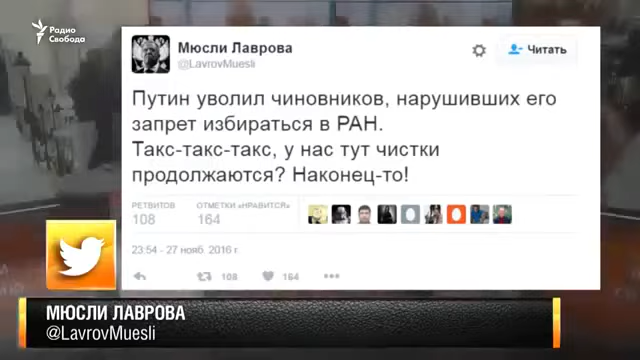 Радио
Свобода
Мюсли Лаврова
@LavrovMuesli
Читать
Путин уволил чиновников, нарушивших его
запрет избираться в РАН.
Такс-такс-такс, у нас тут чистки
продолжаются? Наконец-то!
РЕТВИТОВ
108
ОТМЕТКИ «НРАВИТСЯ»
164
23:54 - 27 нояб. 2016 г.
108
164
МЮСЛИ ЛАВРОВА
@LavrovMuesli